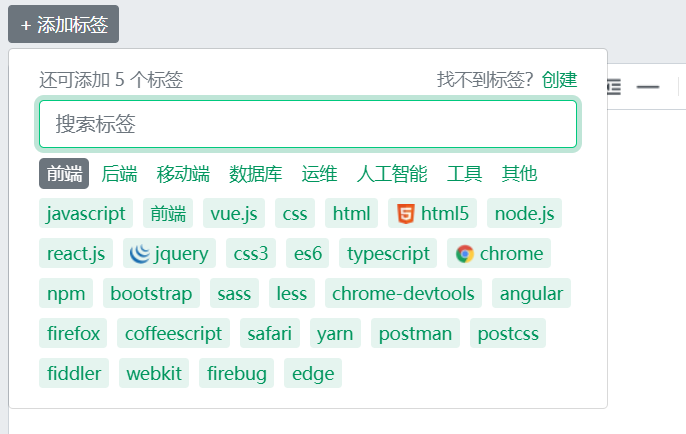 + 添加标签
还可添加 5 个标签 找不到标签？创建
搜索标签
前端 后端 移动端 数据库 运维 人工智能 工具 其他
javascript 前端 vue.js css html html5 node.js
react.js jquery css3 es6 typescript chrome
npm bootstrap sass less chrome-devtools angular
firefox coffeescript safari yarn postman postcss
fiddler webkit firebug edge